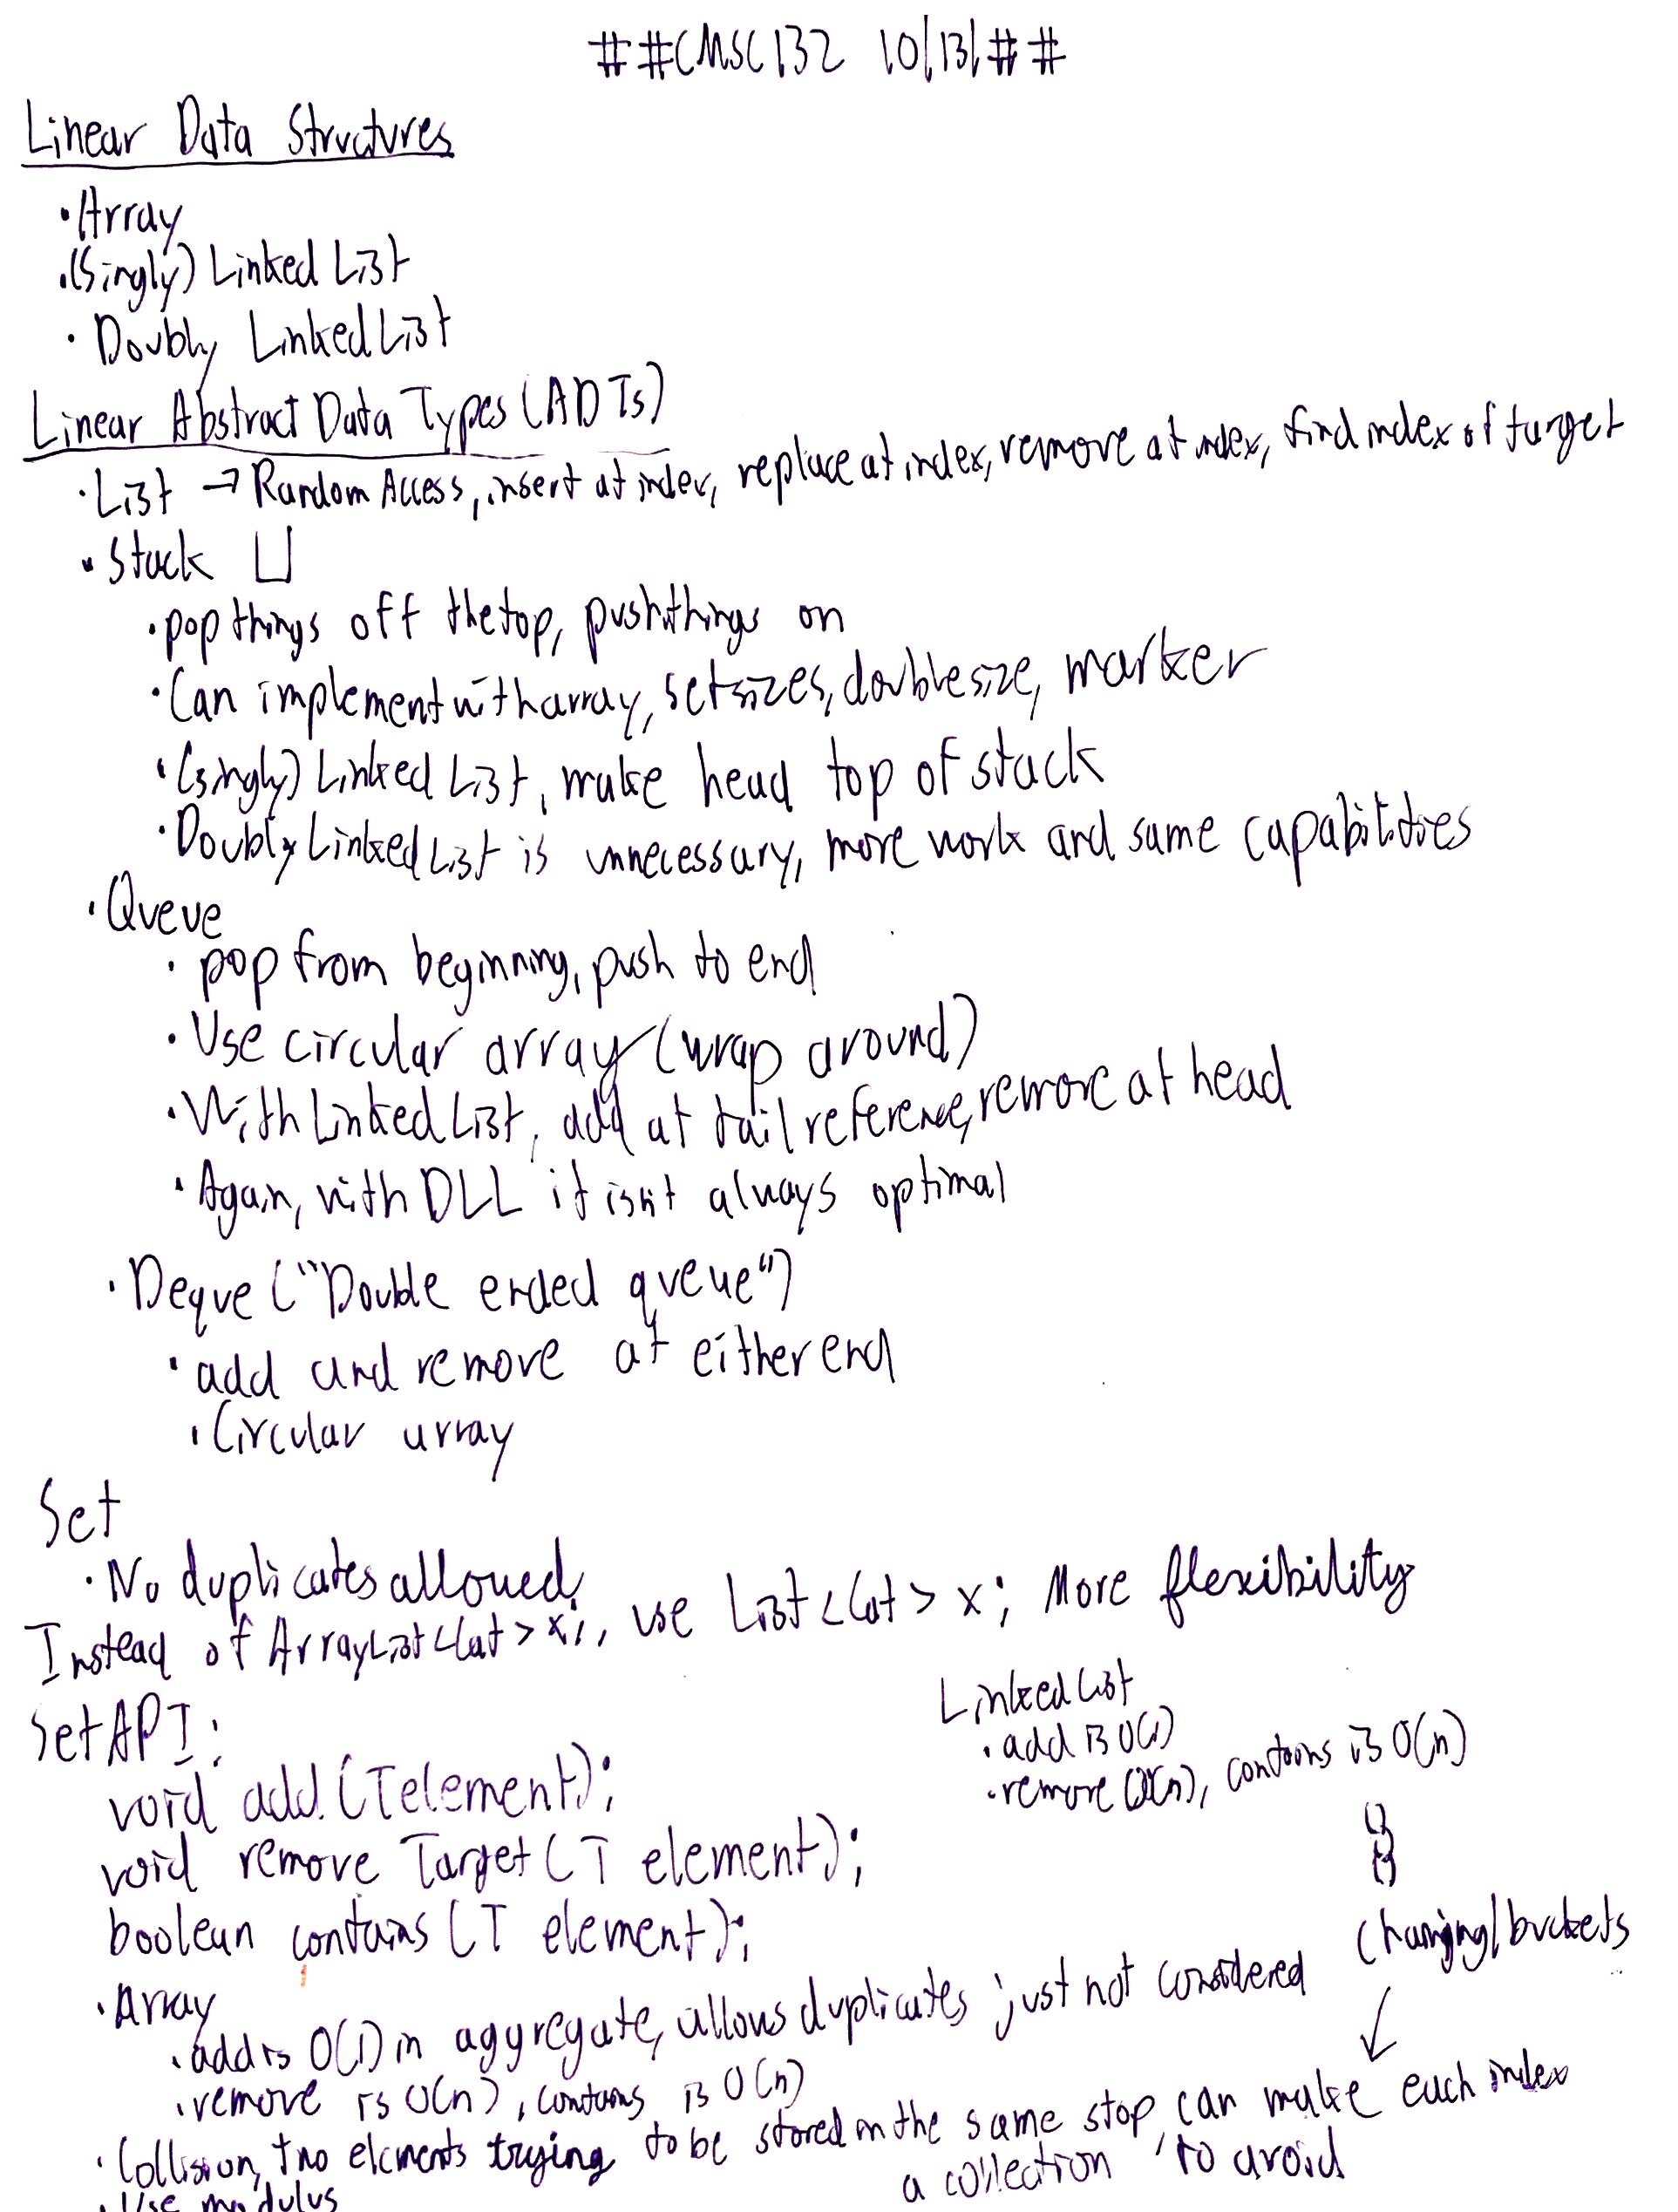 ##CMSC132 10/13/##
Linear Data Structures
· Array
· (Singly) Linked List
· Doubly Linked List
Linear Abstract Data Types (ADTs)
· List → Random Access, insert at index, replace at index, remove at index, find index of target
· Stack
· pop things off the top, push things on
· Can implement with array, set sizes, double size, marker
· (singly) Linked List, make head top of stack
· Doubly Linked List is unnecessary, more work and same capabilities
· Queue
· pop from beginning, push to end
· Use circular array (wrap around)
· With Linked List, add at tail reference, remove at head
· Again, with DLL it isn't always optimal
· Deque ("Double ended queue")
· add and remove at either end
· Circular array
Set
· No duplicates allowed,
Instead of ArrayList<Cat> x;, use List<Cat> x; More flexibility
Set API:
void add (T element);
void remove Target (T element);
boolean contains (T element);
Linked List
· add is O(1)
· remove O(n), contains is O(n)
Chaining/buckets
· Array
· add is O(1) in aggregate, allows duplicates just not considered
· remove is O(n), contains is O(n)
· Collision, two elements trying to be stored in the same stop, can make each index
a collection to avoid
· Use modulus